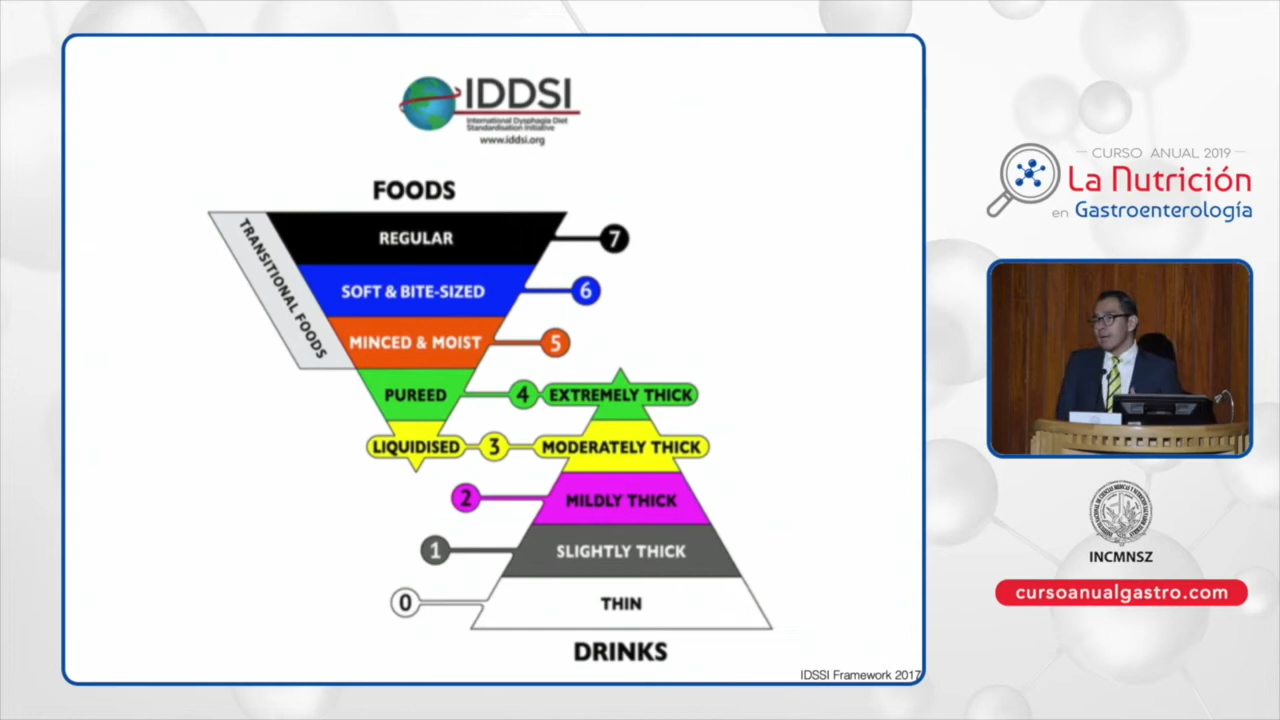 IDDSI
International Dysphagia Diet
Standardisation Initiative
www.iddsi.org
FOODS
TRANSITIONAL FOODS
REGULAR
7
SOFT & BITE-SIZED
6
MINCED & MOIST
5
PUREED
4
EXTREMELY THICK
LIQUIDISED
3
MODERATELY THICK
2
MILDLY THICK
1
SLIGHTLY THICK
0
THIN
DRINKS
IDSSI Framework 2017
CURSO ANUAL 2019
La Nutrición
en Gastroenterología
INCMNSZ
cursoanualgastro.com